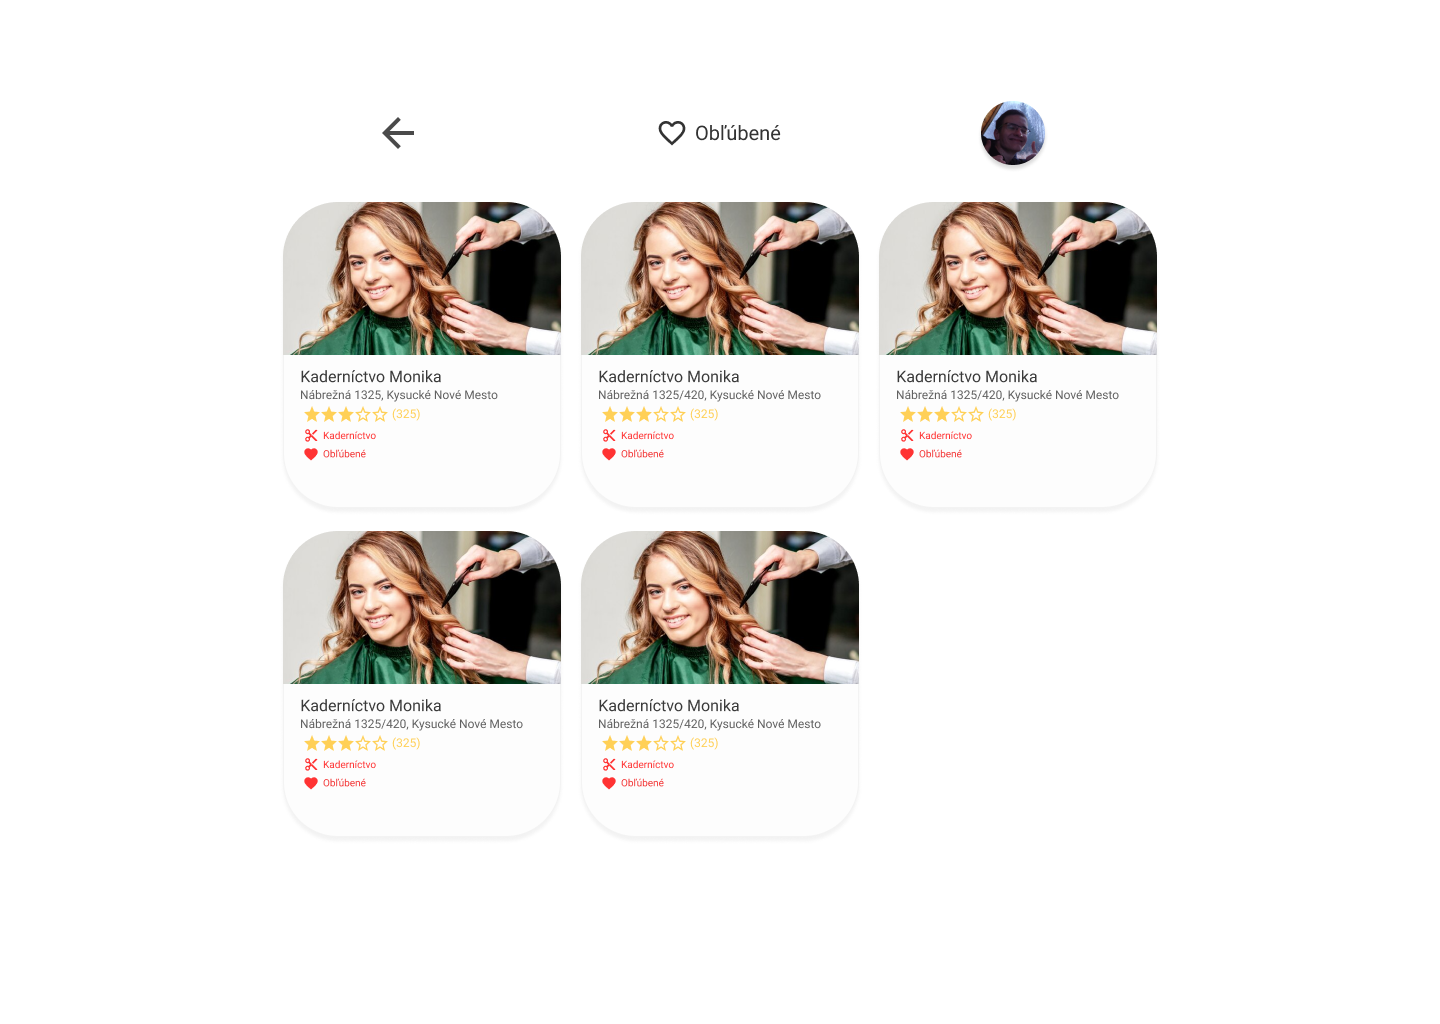 Obľúbené
Kaderníctvo Monika
Nábrežná 1325, Kysucké Nové Mesto
(325)
Kaderníctvo
Obľúbené
Kaderníctvo Monika
Nábrežná 1325/420, Kysucké Nové Mesto
(325)
Kaderníctvo
Obľúbené
Kaderníctvo Monika
Nábrežná 1325/420, Kysucké Nové Mesto
(325)
Kaderníctvo
Obľúbené
Kaderníctvo Monika
Nábrežná 1325/420, Kysucké Nové Mesto
(325)
Kaderníctvo
Obľúbené
Kaderníctvo Monika
Nábrežná 1325/420, Kysucké Nové Mesto
(325)
Kaderníctvo
Obľúbené